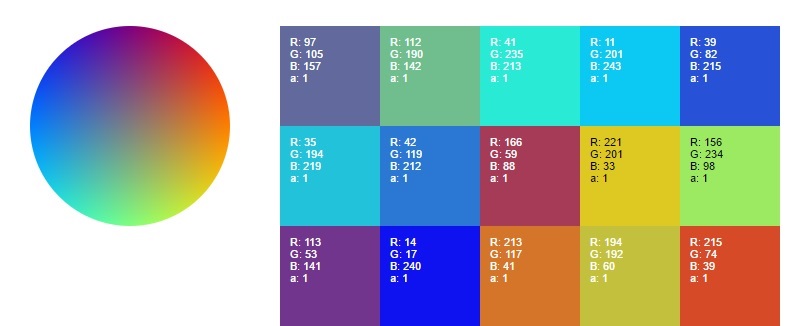 R: 97
G: 105
B: 157
a: 1
R: 112
G: 190
B: 142
a: 1
R: 41
G: 235
B: 213
a: 1
R: 11
G: 201
B: 243
a: 1
R: 39
G: 82
B: 215
a: 1
R: 35
G: 194
B: 219
a: 1
R: 42
G: 119
B: 212
a: 1
R: 166
G: 59
B: 88
a: 1
R: 221
G: 201
B: 33
a: 1
R: 156
G: 234
B: 98
a: 1
R: 113
G: 53
B: 141
a: 1
R: 14
G: 17
B: 240
a: 1
R: 213
G: 117
B: 41
a: 1
R: 194
G: 192
B: 60
a: 1
R: 215
G: 74
B: 39
a: 1